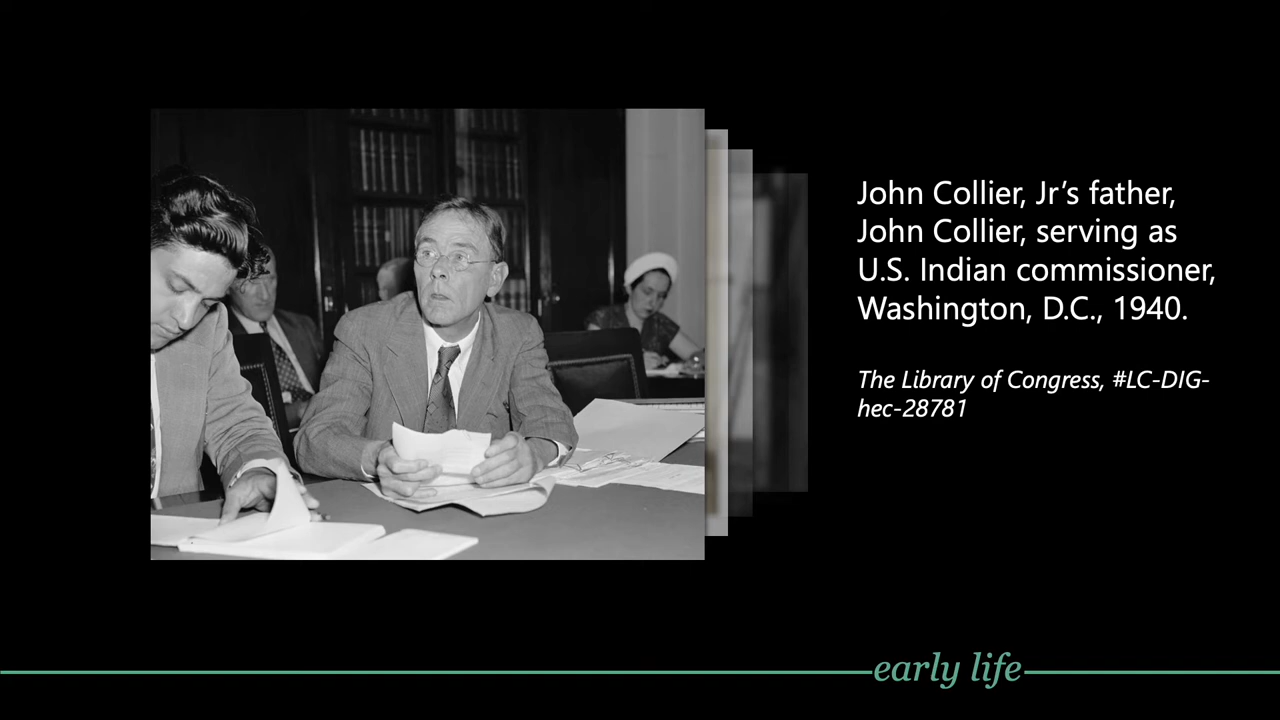 John Collier, Jr’s father,
John Collier, serving as
U.S. Indian commissioner,
Washington, D.C., 1940.
The Library of Congress, #LC-DIG-
hec-28781
early life